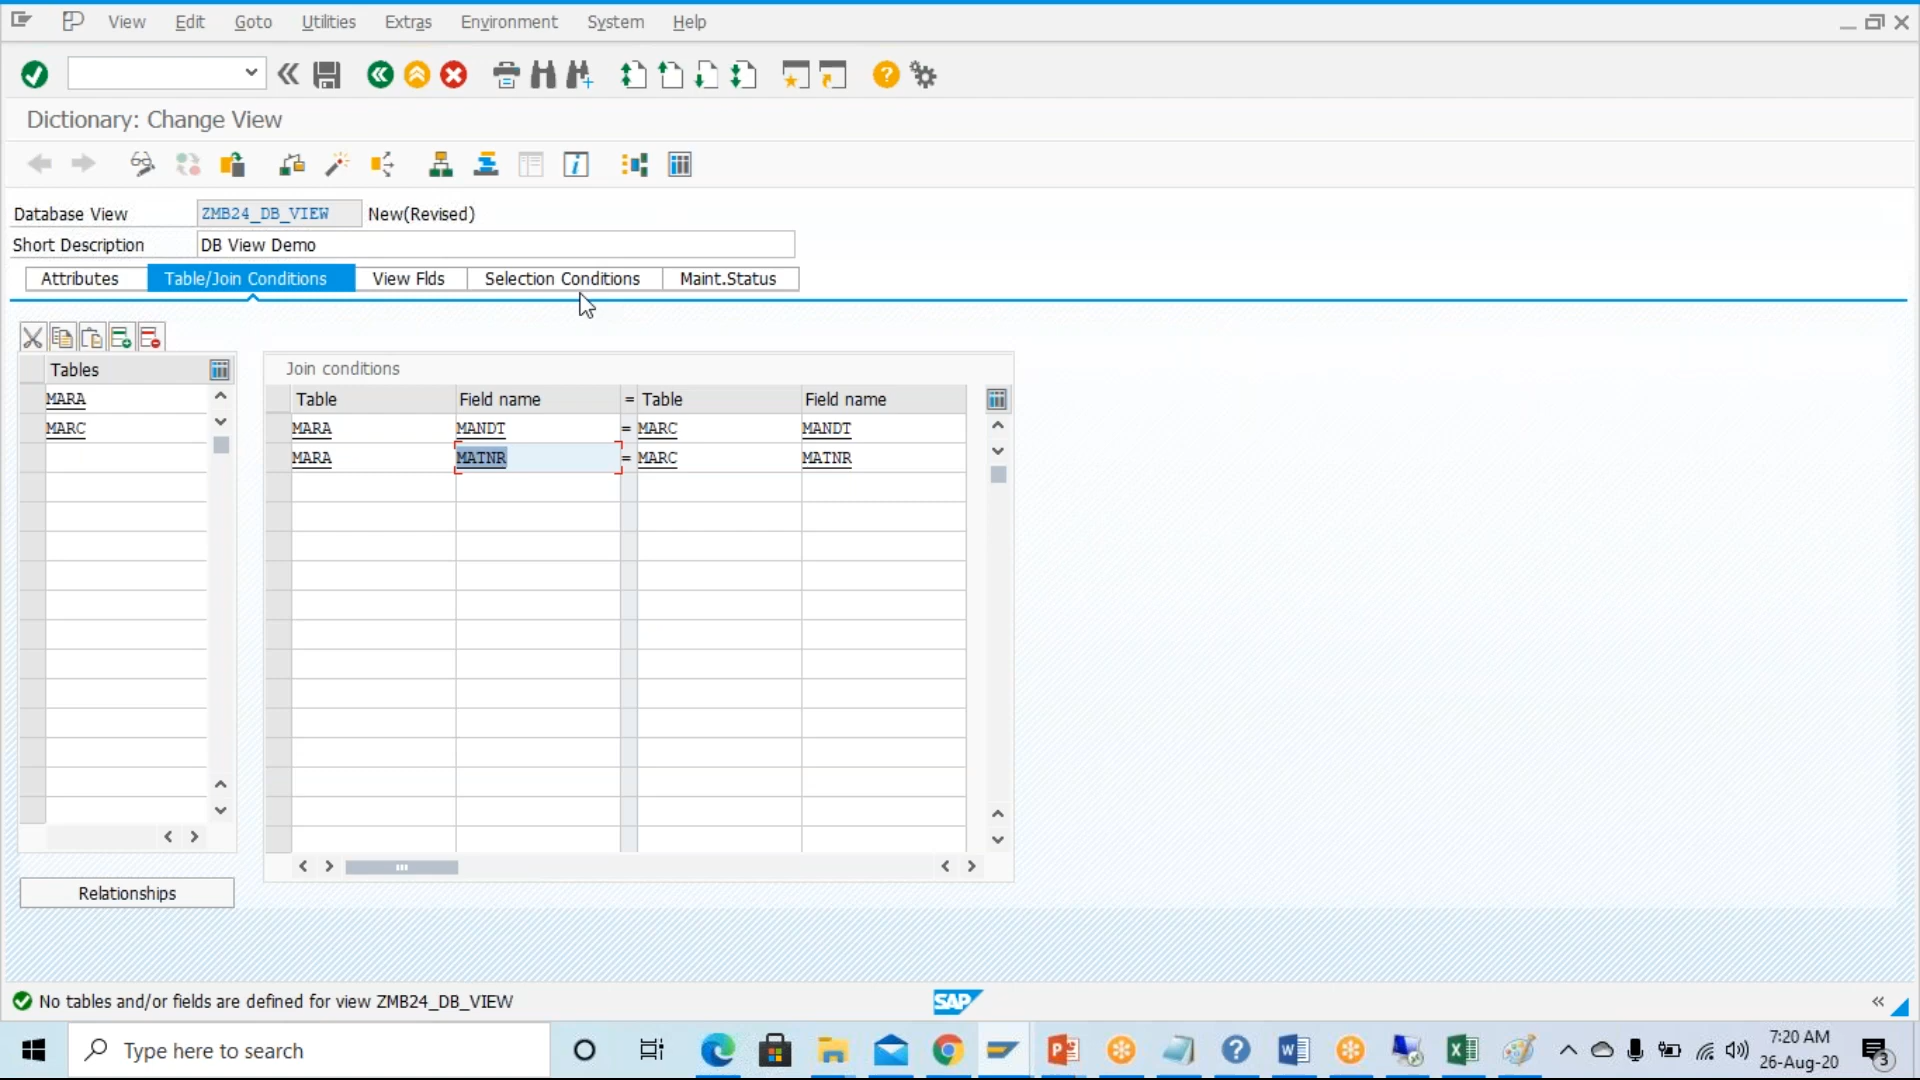 View Edit Goto Utilities Extras Environment System Help
Dictionary: Change View
Database View ZMB24_DB_VIEW New(Revised)
Short Description DB View Demo
Attributes Table/Join Conditions View Flds Selection Conditions Maint.Status
Tables
MARA
MARC
Join conditions
Table Field name = Table Field name
MARA MANDT = MARC MANDT
MARA MATNR = MARC MATNR
Relationships
No tables and/or fields are defined for view ZMB24_DB_VIEW
SAP
Type here to search
7:20 AM
26-Aug-20
3